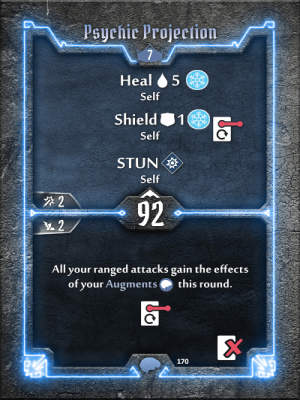 Psychic Projection
7
Heal 5
Self
Shield 1
Self
STUN
Self
2
92
2
All your ranged attacks gain the effects
of your Augments this round.
170